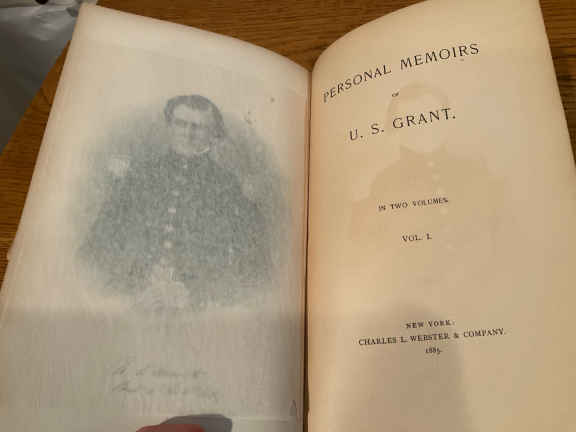 PERSONAL MEMOIRS
OF
U. S. GRANT.
IN TWO VOLUMES.
VOL. I.
NEW YORK:
CHARLES L. WEBSTER & COMPANY.
1885.